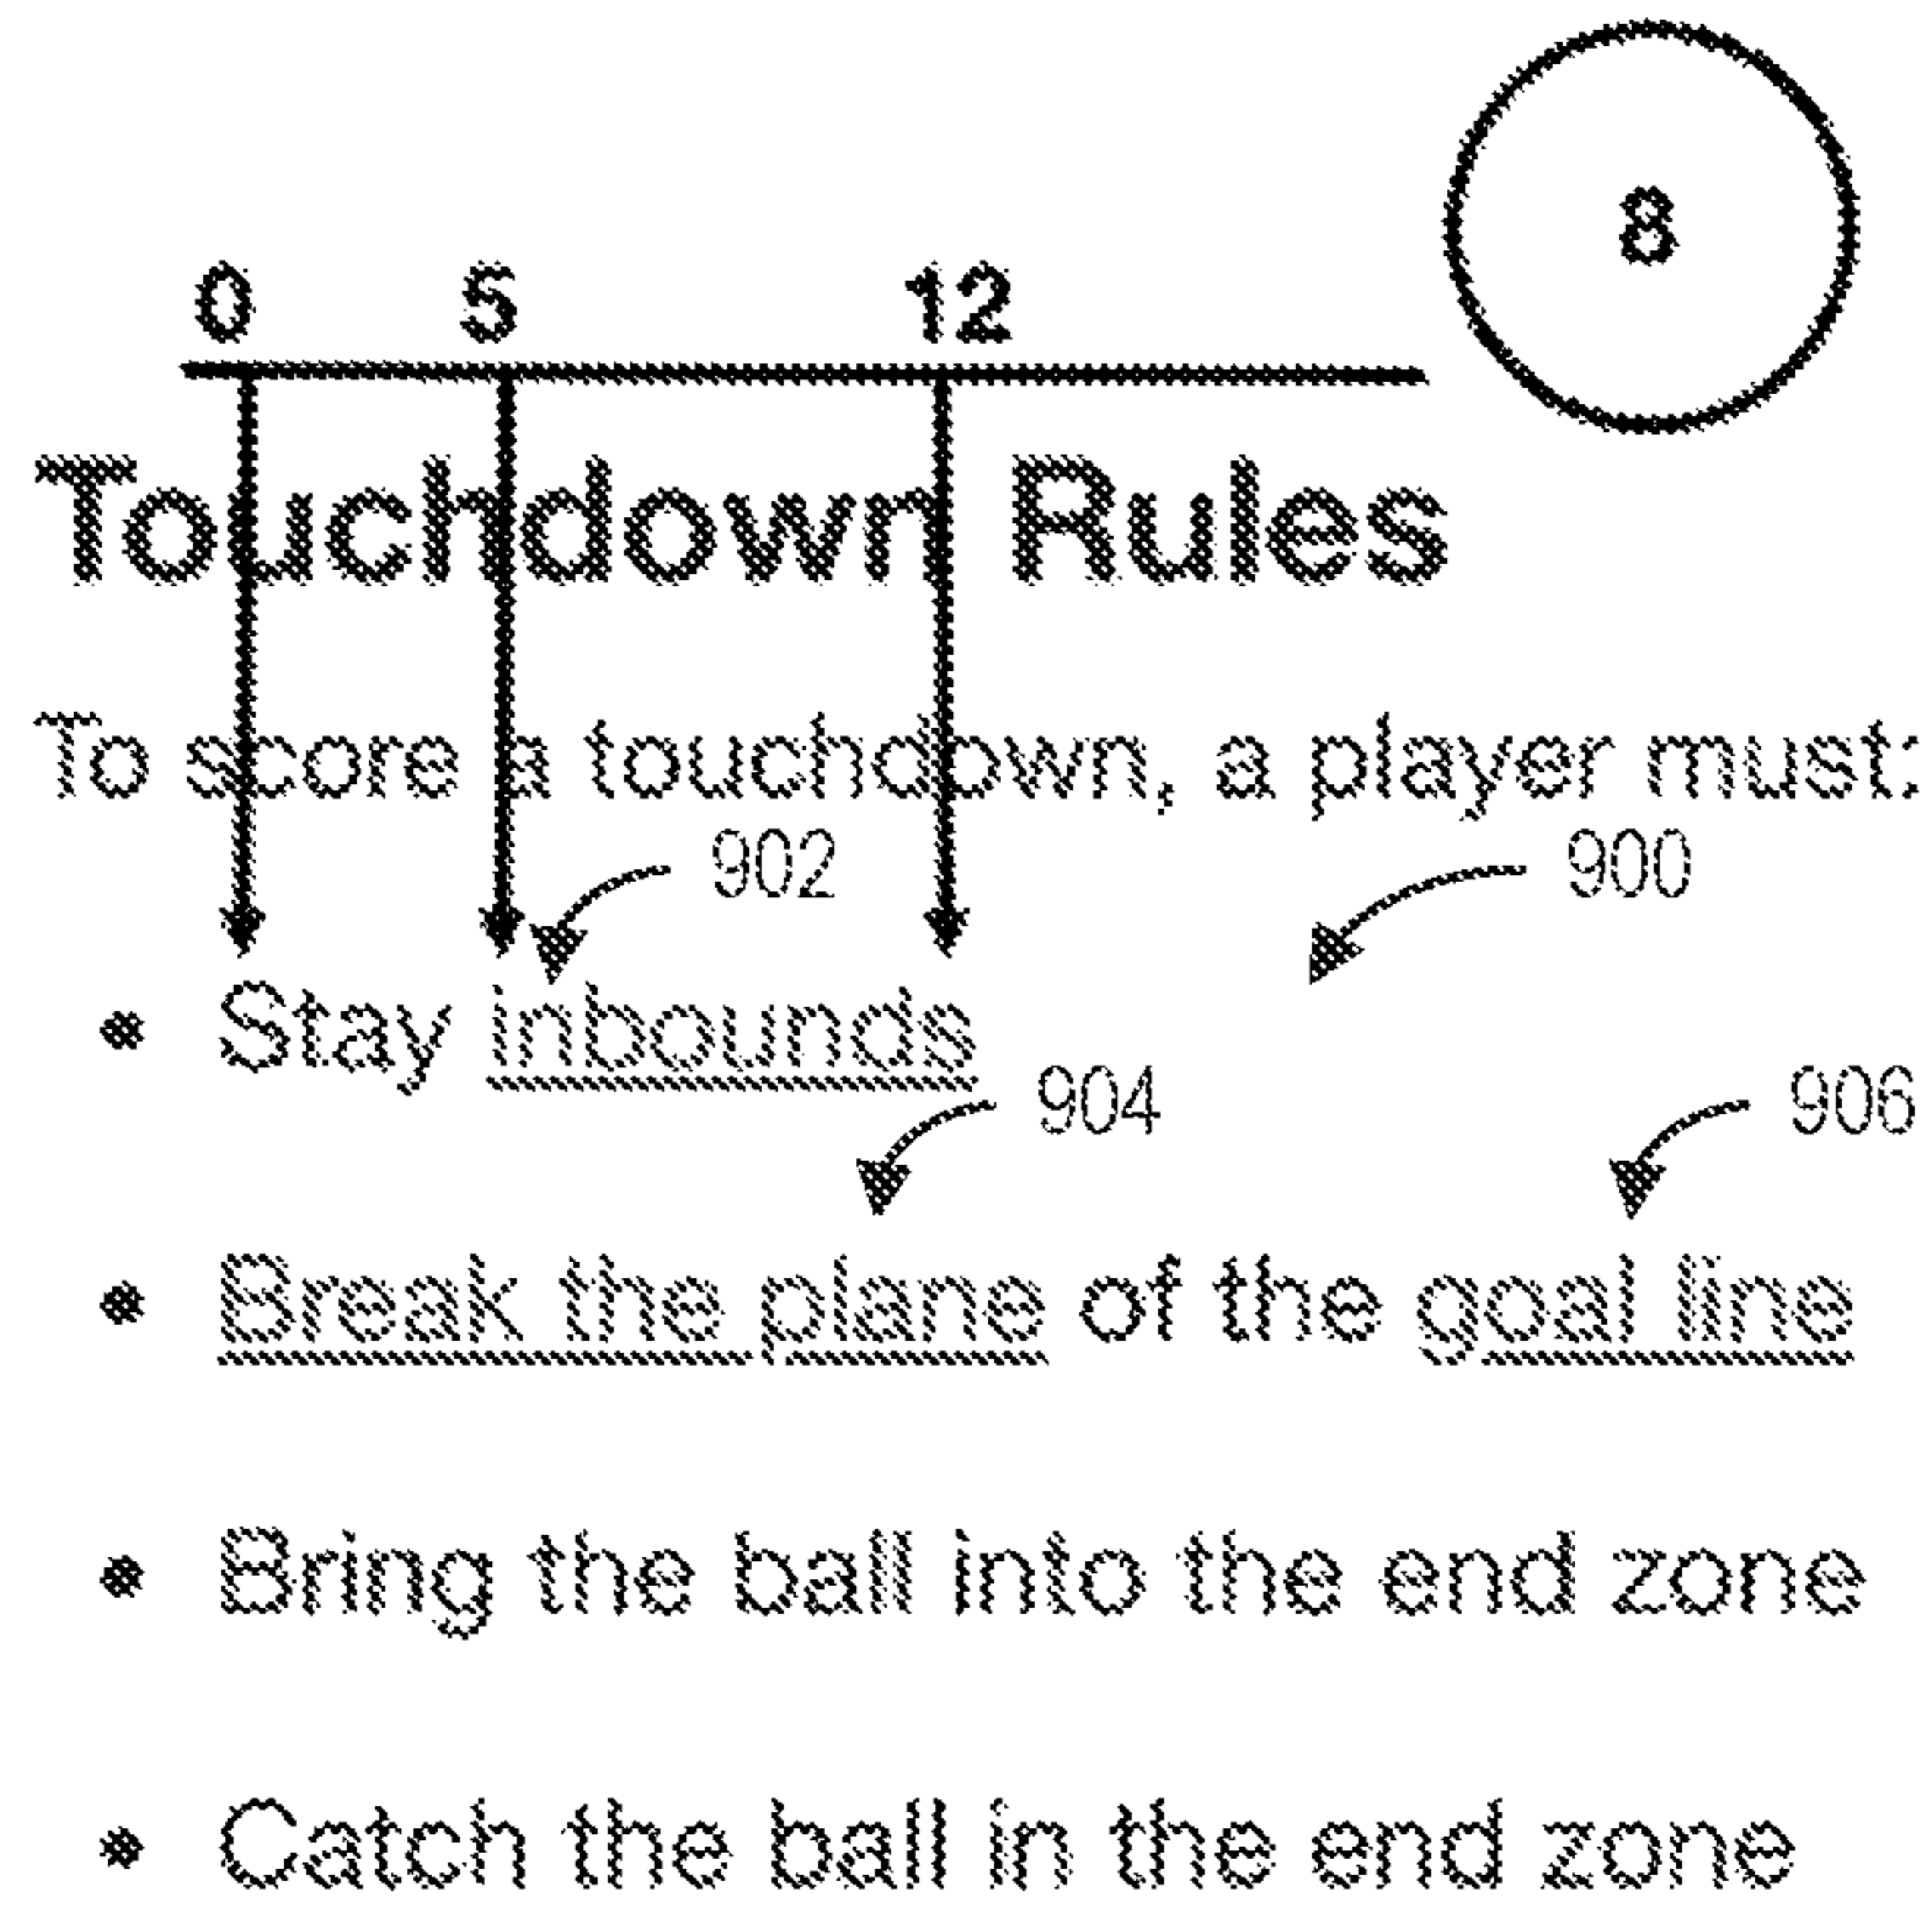 8
0 5 12
Touchdown Rules
To score a touchdown, a player must:
902 900
• Stay inbounds
904 906
• Break the plane of the goal line
• Bring the ball into the end zone
• Catch the ball in the end zone